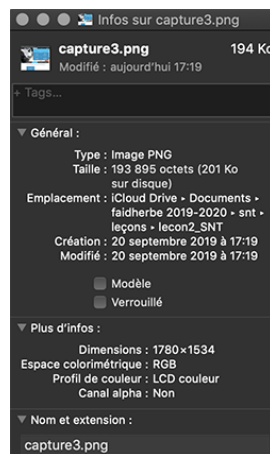 Infos sur capture3.png
capture3.png 194 Ko
Modifié : aujourd'hui 17:19
+ Tags...
Général :
Type : Image PNG
Taille : 193 895 octets (201 Ko
sur disque)
Emplacement : iCloud Drive ▸ Documents ▸
faidherbe 2019-2020 ▸ snt ▸
leçons ▸ lecon2_SNT
Création : 20 septembre 2019 à 17:19
Modifié : 20 septembre 2019 à 17:19
Modèle
Verrouillé
Plus d'infos :
Dimensions : 1780×1534
Espace colorimétrique : RGB
Profil de couleur : LCD couleur
Canal alpha : Non
Nom et extension :
capture3.png